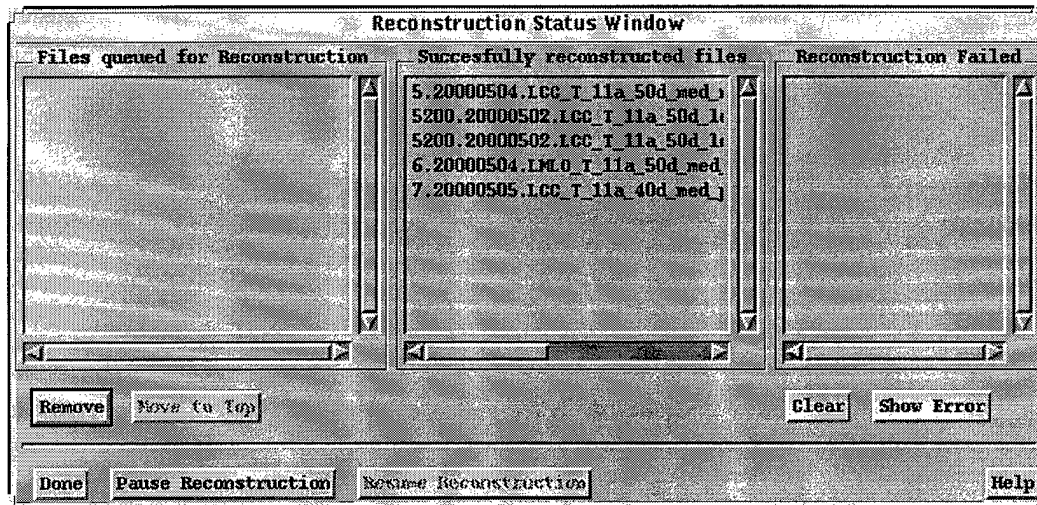 Reconstruction Status Window
Files queued for Reconstruction
Succesfully reconstructed files
Reconstruction Failed
5.20000504.LCC_T_11a_50d_med_
5200.20000502.LCC_T_11a_50d_l
5200.20000502.LCC_T_11a_50d_l
6.20000504.LMLO_T_11a_50d_med_
7.20000505.LCC_T_11a_40d_med_
Remove
Move to Top
Clear
Show Error
Done
Pause Reconstruction
Resume Reconstruction
Help